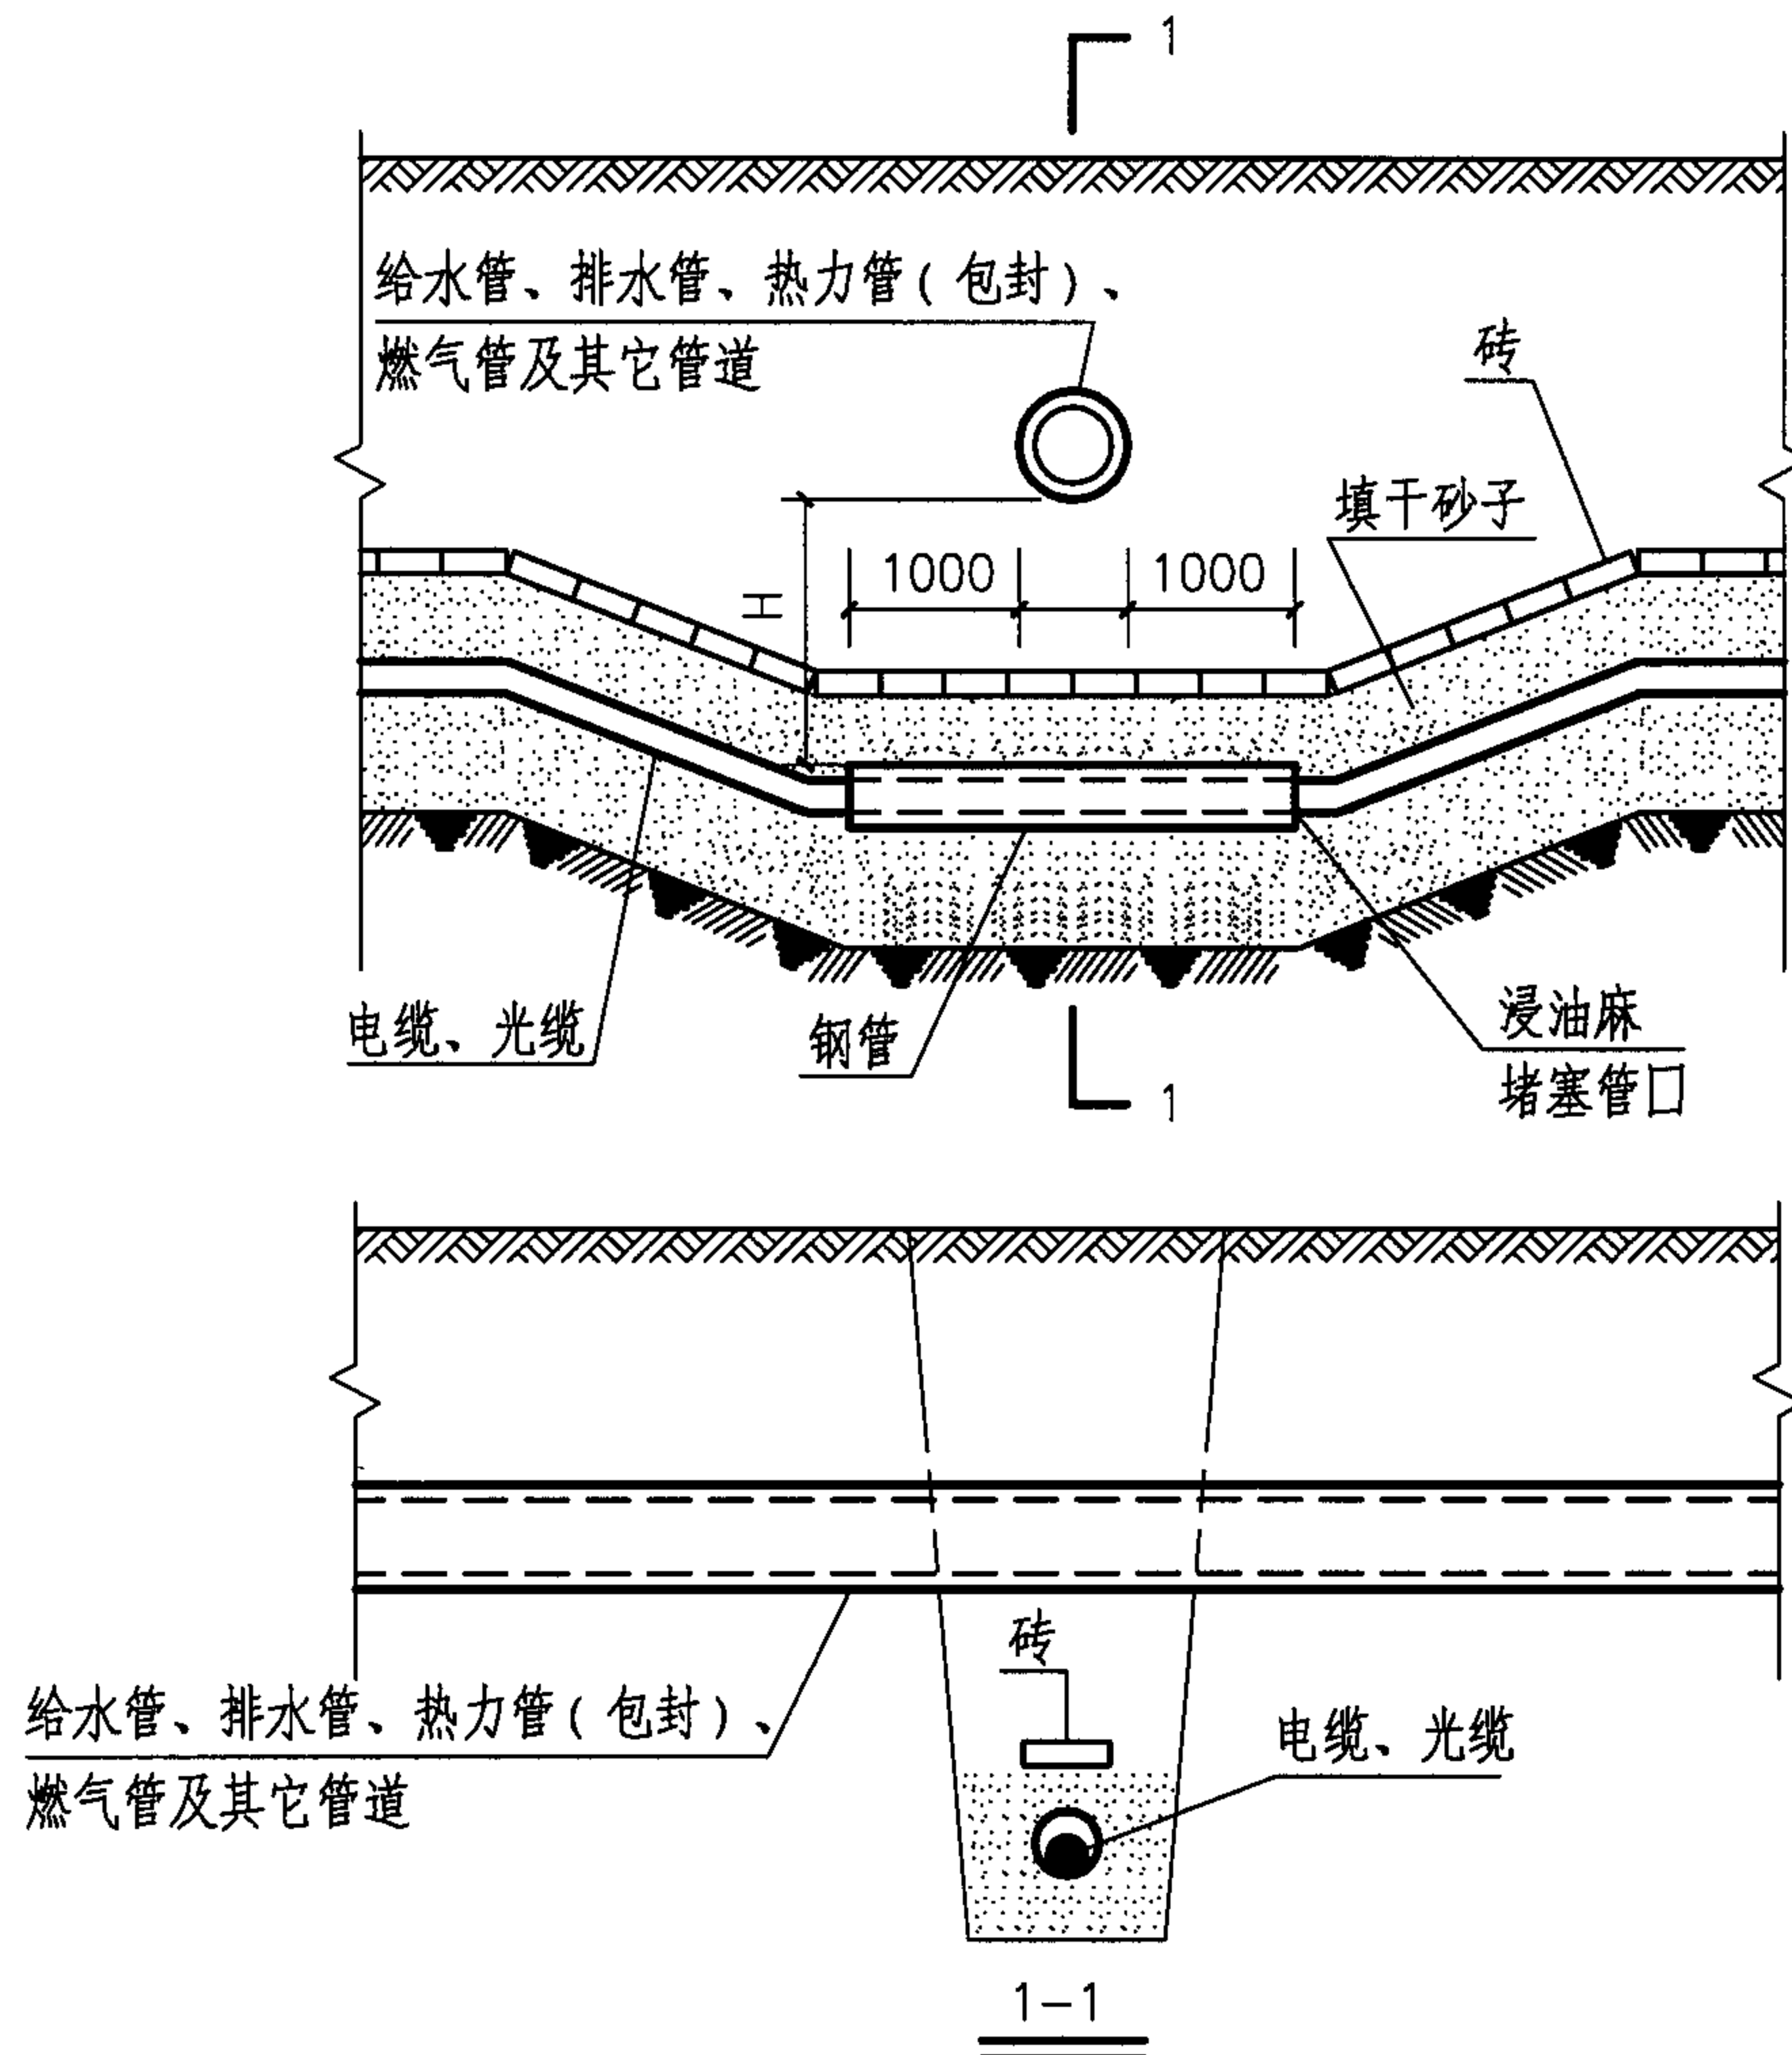 1
给水管、排水管、热力管(包封)、
燃气管及其它管道
砖
填干砂子
1000
1000
H
电缆、光缆
钢管
浸油麻
堵塞管口
1
砖
给水管、排水管、热力管(包封)、
燃气管及其它管道
电缆、光缆
1-1